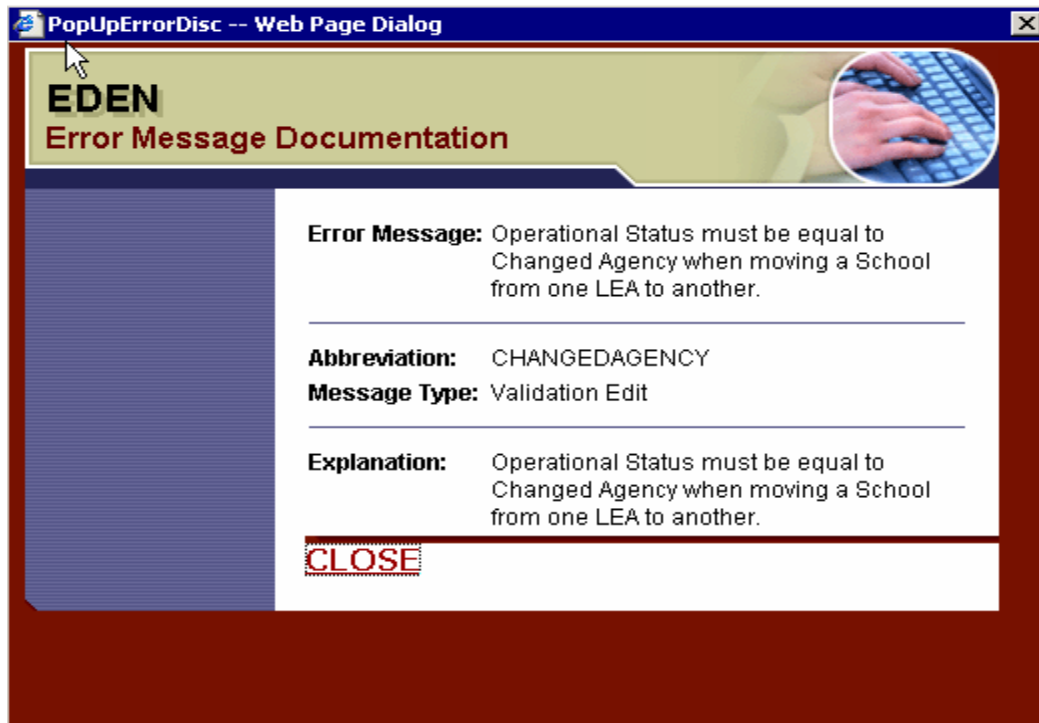 PopUpErrorDisc -- Web Page Dialog
EDEN
Error Message Documentation
Error Message: Operational Status must be equal to
Changed Agency when moving a School
from one LEA to another.
Abbreviation: CHANGEDAGENCY
Message Type: Validation Edit
Explanation: Operational Status must be equal to
Changed Agency when moving a School
from one LEA to another.
CLOSE